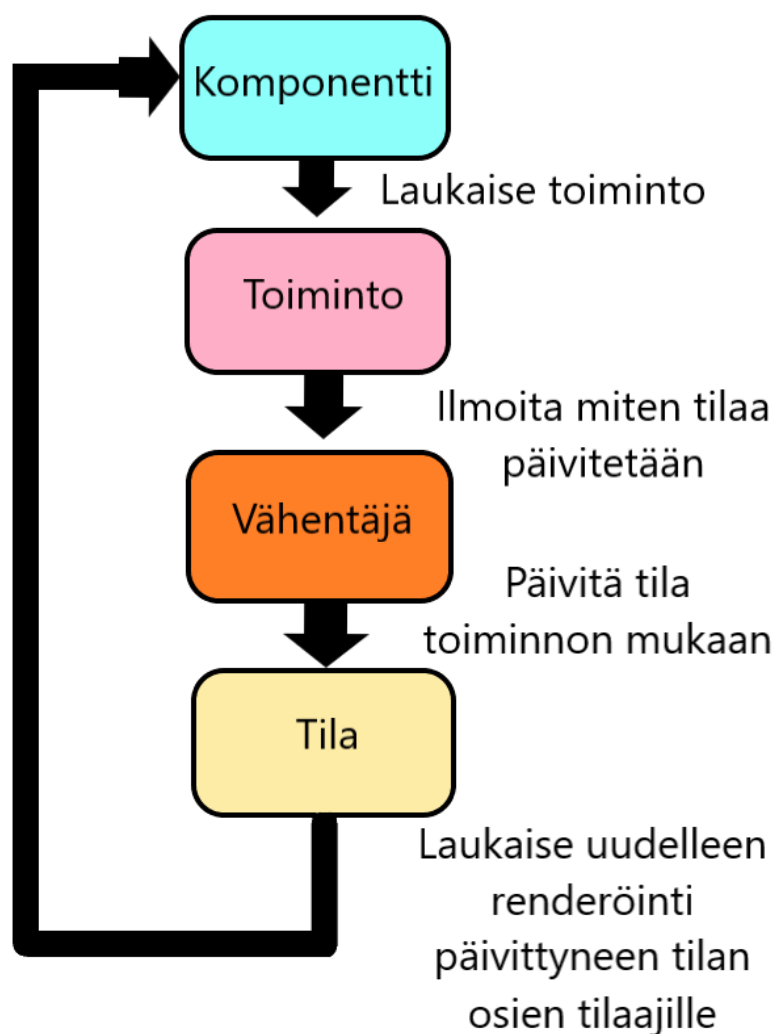 Komponentti
Laukaise toiminto
Toiminto
Ilmoita miten tilaa
päivitetään
Vähentäjä
Päivitä tila
toiminnon mukaan
Tila
Laukaise uudelleen
renderöinti
päivittyneen tilan
osien tilaajille